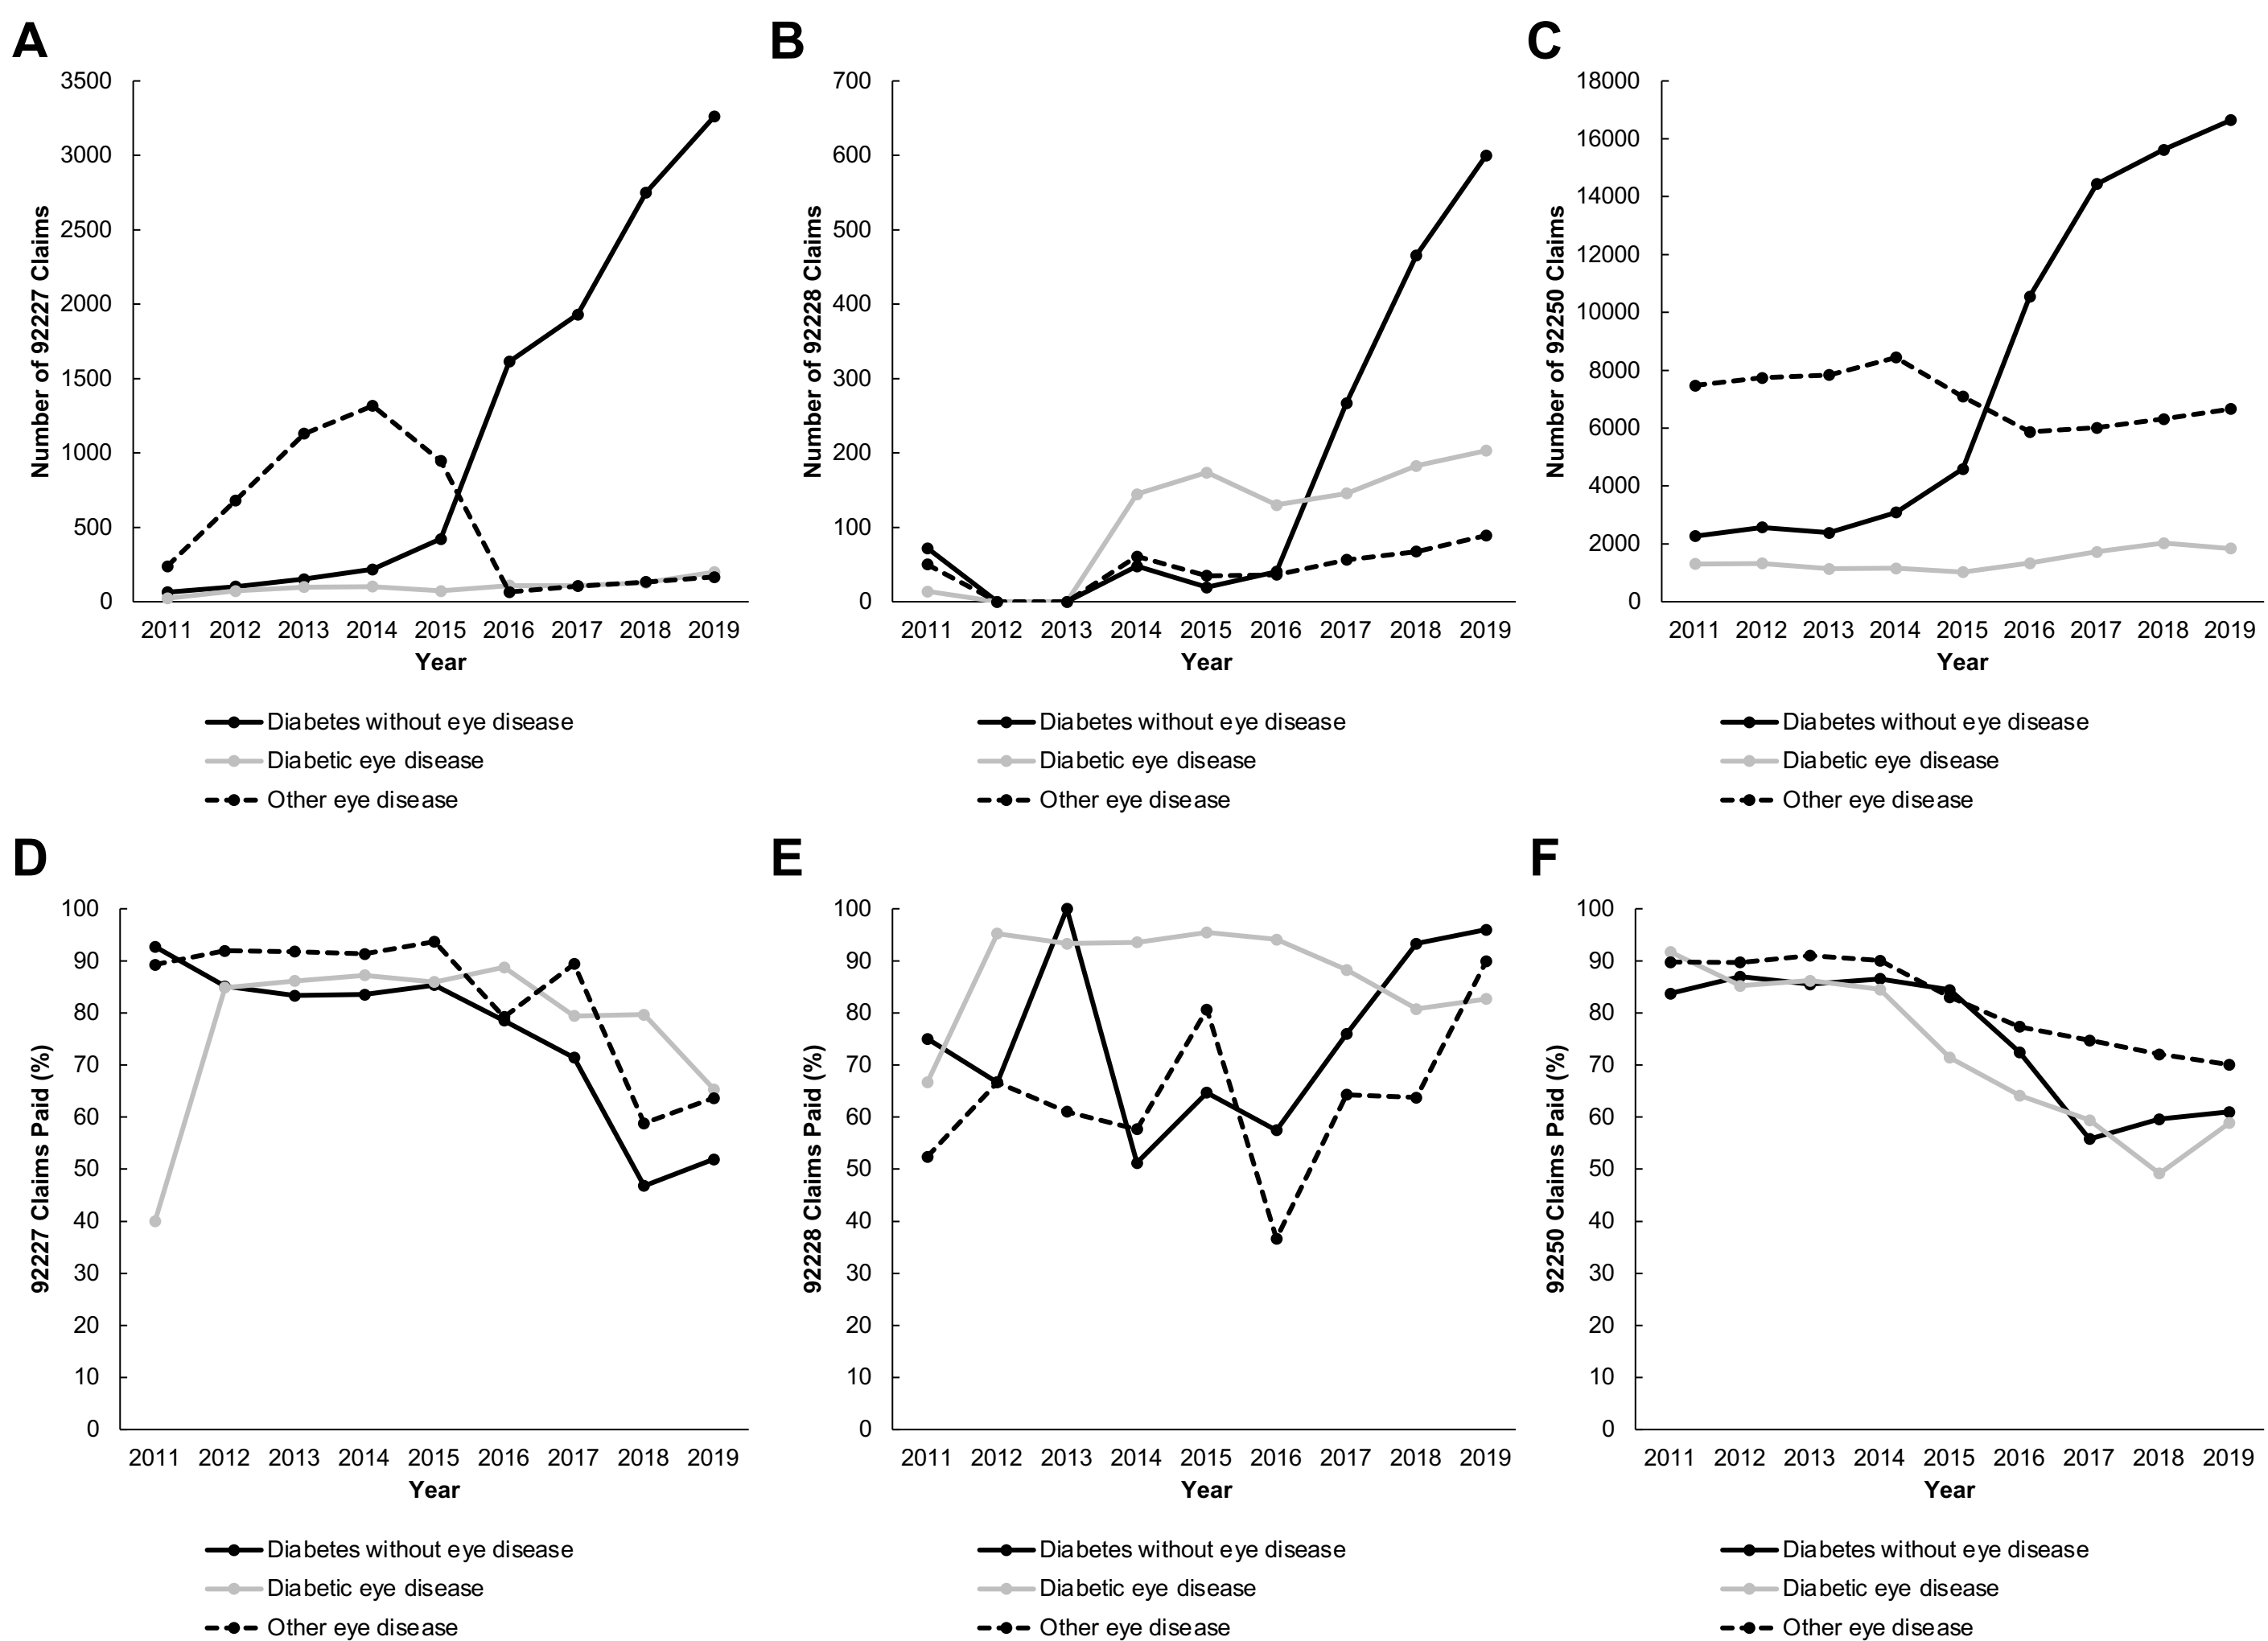 A
3500
3000
2500
2000
1500
1000
500
0
Number of 92227 Claims
2011 2012 2013 2014 2015 2016 2017 2018 2019
Year
Diabetes without eye disease
Diabetic eye disease
Other eye disease
B
700
600
500
400
300
200
100
0
Number of 92228 Claims
2011 2012 2013 2014 2015 2016 2017 2018 2019
Year
Diabetes without eye disease
Diabetic eye disease
Other eye disease
C
18000
16000
14000
12000
10000
8000
6000
4000
2000
0
Number of 92250 Claims
2011 2012 2013 2014 2015 2016 2017 2018 2019
Year
Diabetes without eye disease
Diabetic eye disease
Other eye disease
D
100
90
80
70
60
50
40
30
20
10
0
92227 Claims Paid (%)
2011 2012 2013 2014 2015 2016 2017 2018 2019
Year
Diabetes without eye disease
Diabetic eye disease
Other eye disease
E
100
90
80
70
60
50
40
30
20
10
0
92228 Claims Paid (%)
2011 2012 2013 2014 2015 2016 2017 2018 2019
Year
Diabetes without eye disease
Diabetic eye disease
Other eye disease
F
100
90
80
70
60
50
40
30
20
10
0
92250 Claims Paid (%)
2011 2012 2013 2014 2015 2016 2017 2018 2019
Year
Diabetes without eye disease
Diabetic eye disease
Other eye disease